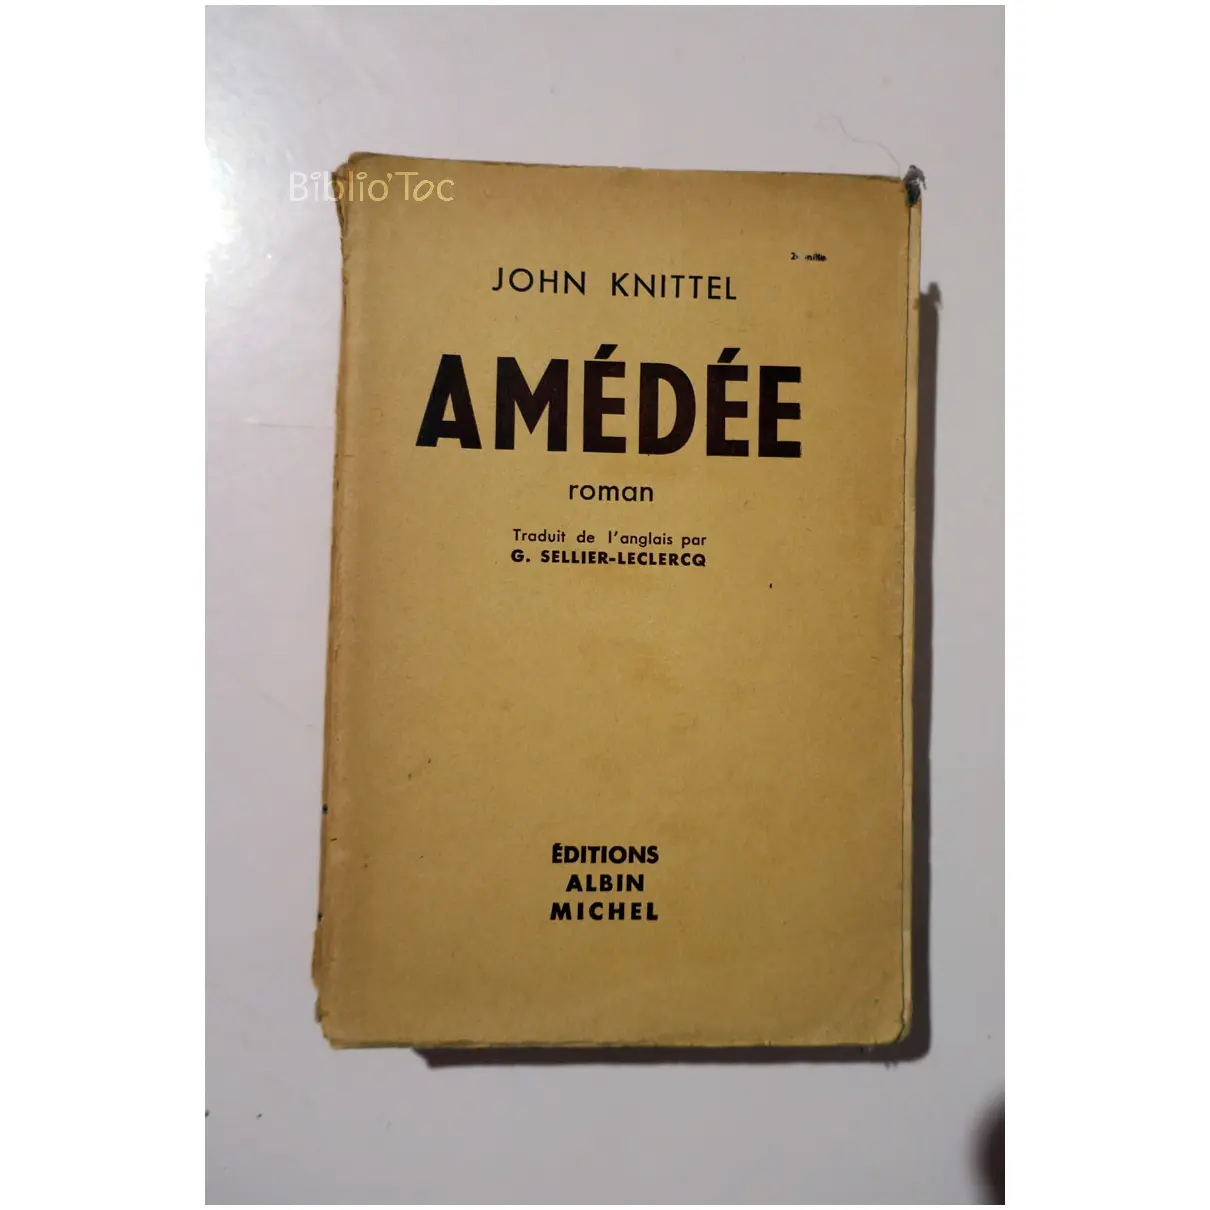 Biblio'Toc
JOHN KNITTEL
AMÉDÉE
roman
Traduit de l'anglais par
G. SELLIER-LECLERCQ
ÉDITIONS
ALBIN
MICHEL